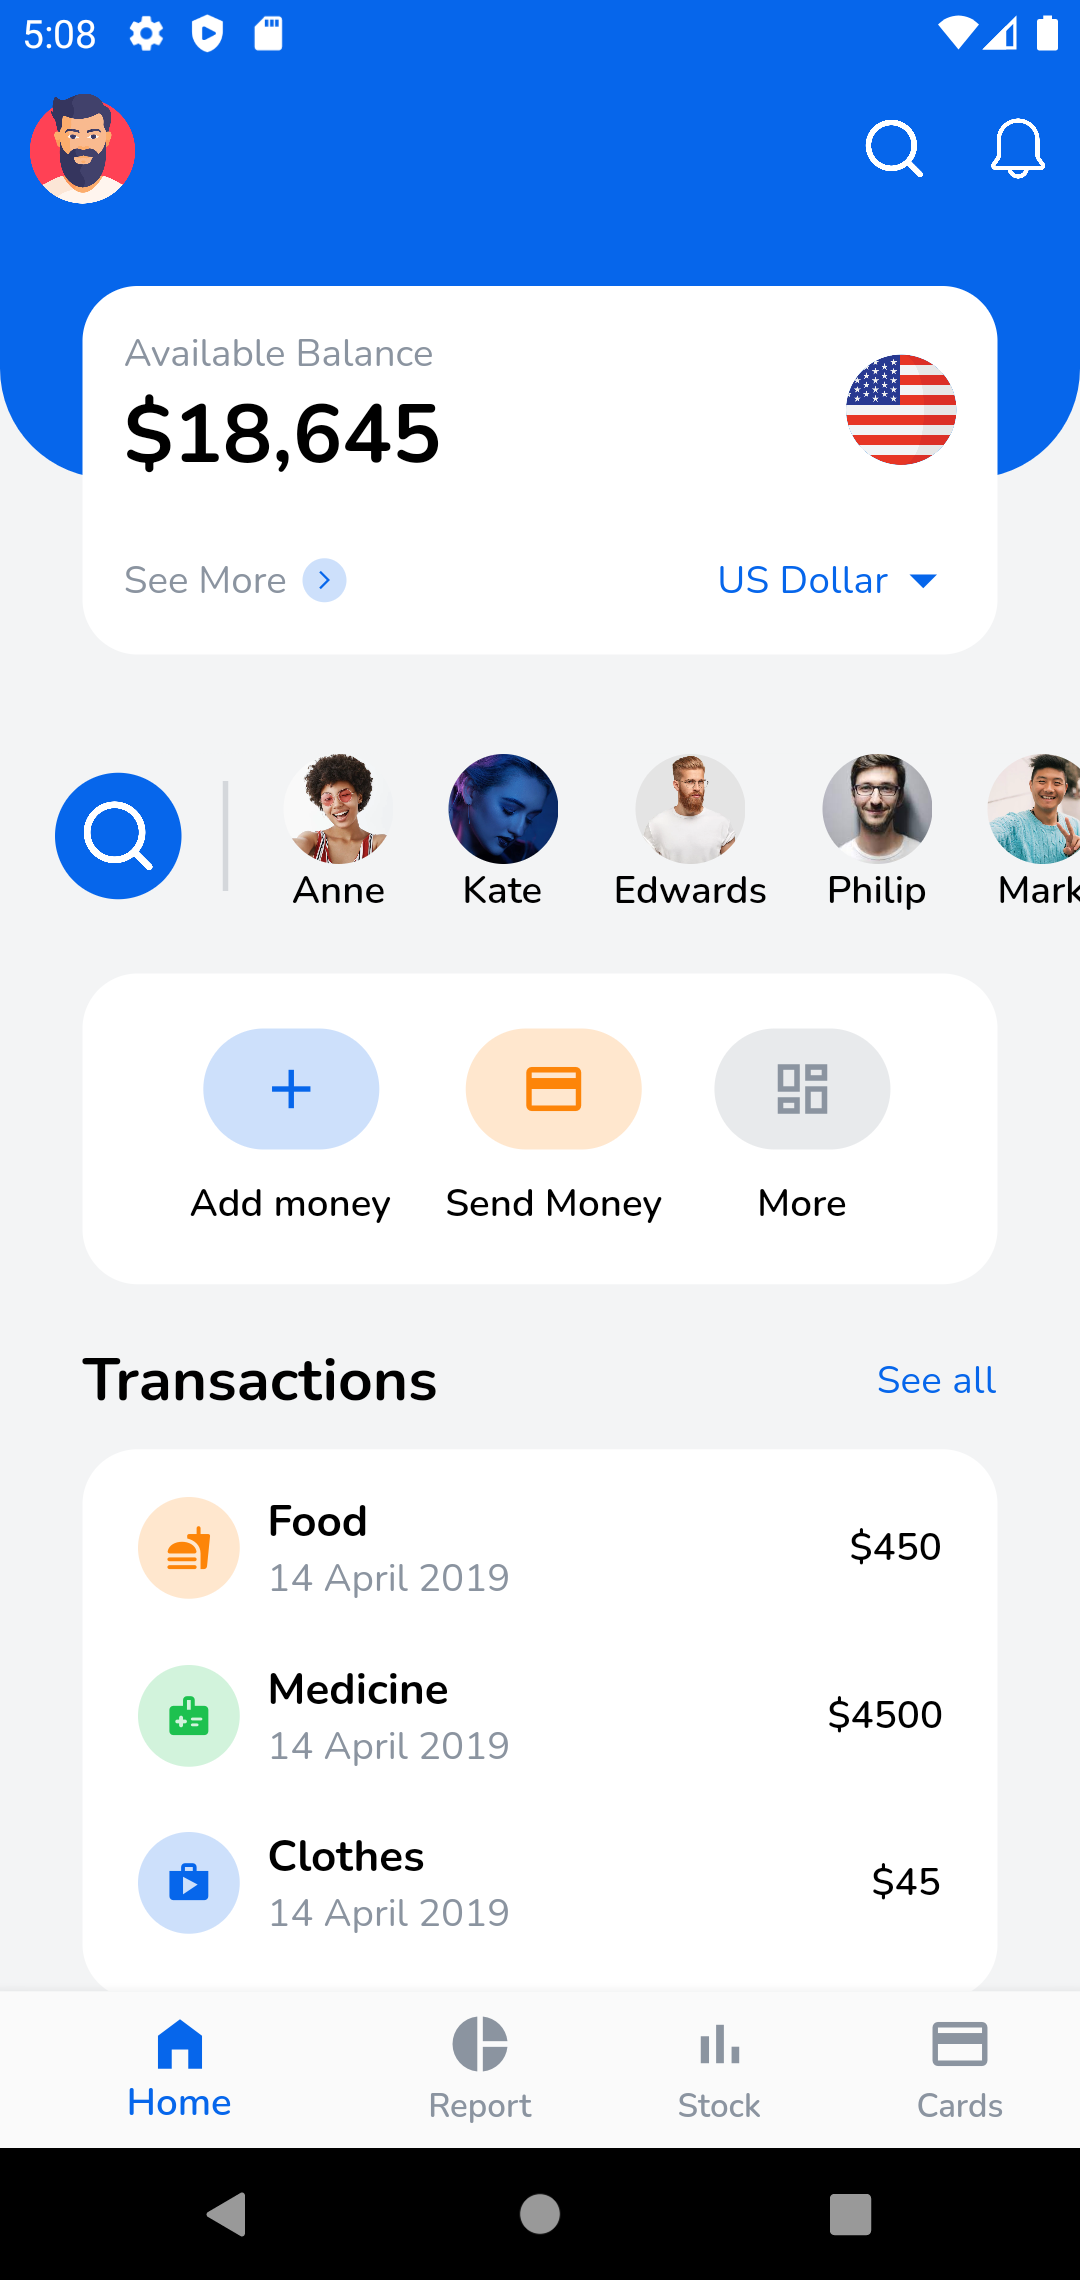 5:08
Available Balance
$18,645
See More
US Dollar
Anne
Kate
Edwards
Philip
Mark
Add money
Send Money
More
Transactions
See all
Food
14 April 2019
$450
Medicine
14 April 2019
$4500
Clothes
14 April 2019
$45
Home
Report
Stock
Cards